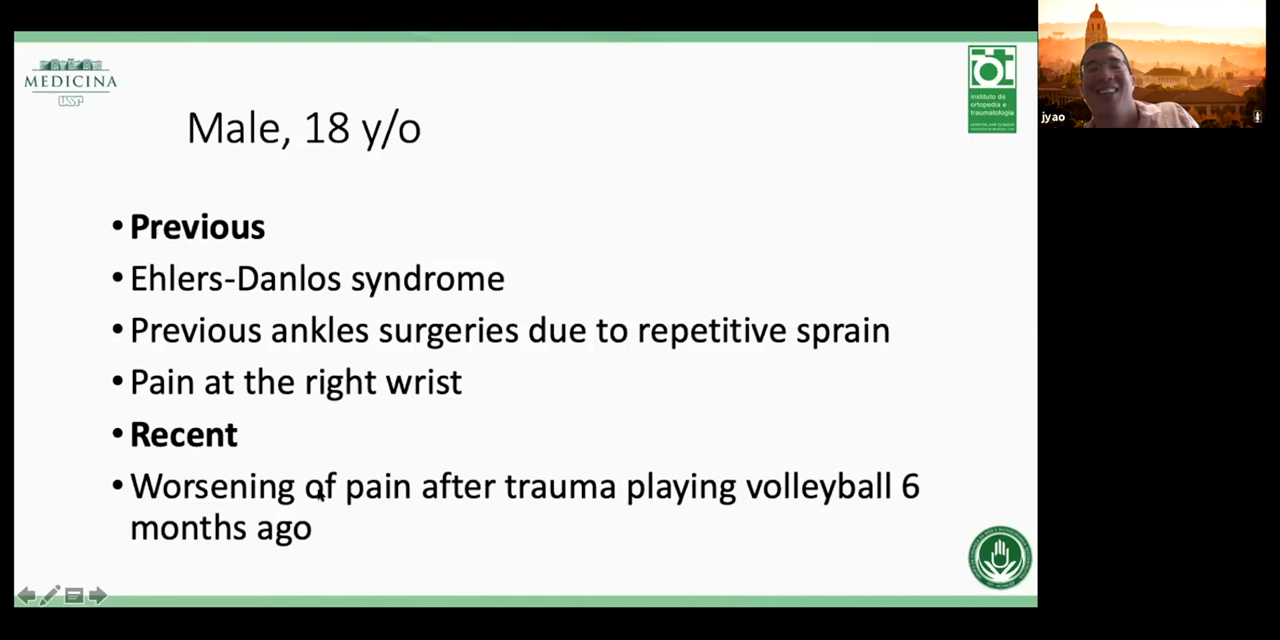 MEDICINA
USP
iot
instituto de
ortopedia e
traumatologia
jyao
Male, 18 y/o
• Previous
• Ehlers-Danlos syndrome
• Previous ankles surgeries due to repetitive sprain
• Pain at the right wrist
• Recent
• Worsening of pain after trauma playing volleyball 6
months ago